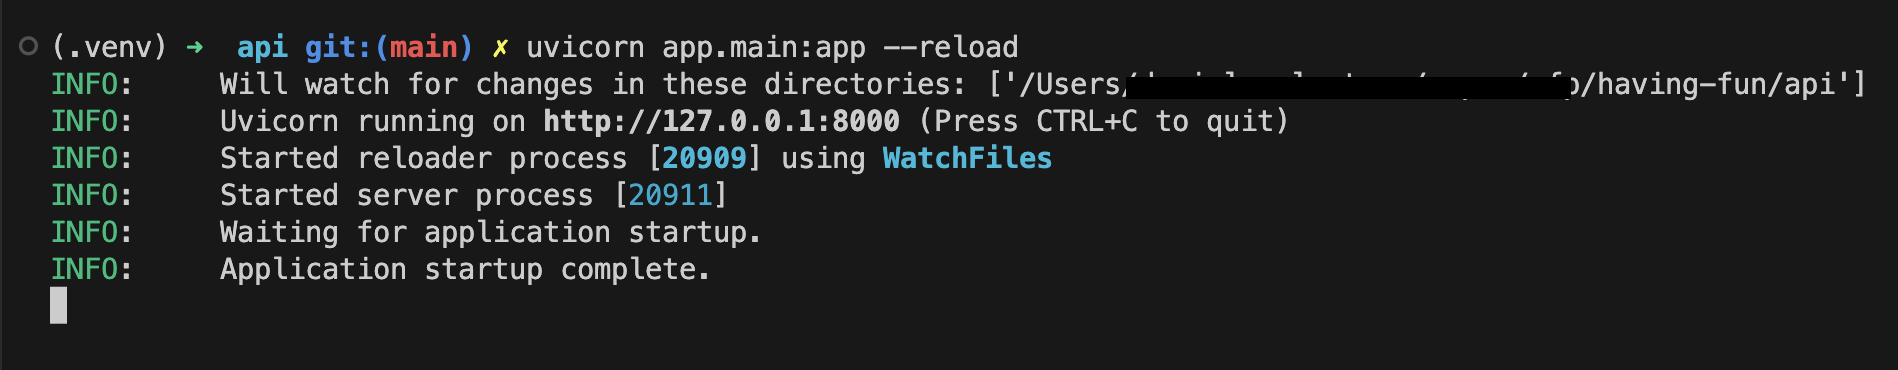 (.venv) ➜  api git:(main) ✗ uvicorn app.main:app --reload
INFO:     Will watch for changes in these directories: ['/Users/ /having-fun/api']
INFO:     Uvicorn running on http://127.0.0.1:8000 (Press CTRL+C to quit)
INFO:     Started reloader process [20909] using WatchFiles
INFO:     Started server process [20911]
INFO:     Waiting for application startup.
INFO:     Application startup complete.